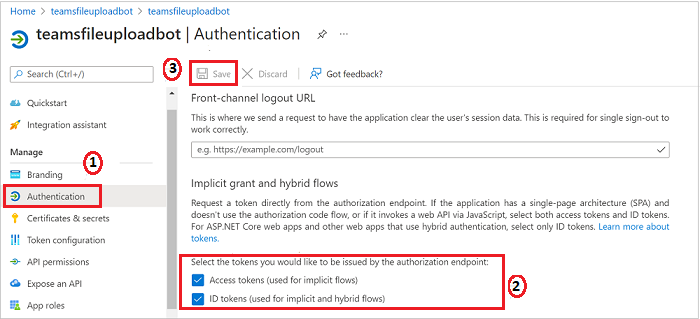 Home > teamsfileuploadbot > teamsfileuploadbot
teamsfileuploadbot | Authentication
...
3
Search (Ctrl+/)
Save
Discard
Got feedback?
Quickstart
Integration assistant
Manage
1
Branding
Authentication
Certificates & secrets
Token configuration
API permissions
Expose an API
App roles
Front-channel logout URL
This is where we send a request to have the application clear the user's session data. This is required for single sign-out to
work correctly.
e.g. https://example.com/logout
Implicit grant and hybrid flows
Request a token directly from the authorization endpoint. If the application has a single-page architecture (SPA) and
doesn't use the authorization code flow, or if it invokes a web API via JavaScript, select both access tokens and ID tokens.
For ASP.NET Core web apps and other web apps that use hybrid authentication, select only ID tokens. Learn more about
tokens.
Select the tokens you would like to be issued by the authorization endpoint:
Access tokens (used for implicit flows)
ID tokens (used for implicit and hybrid flows)
2